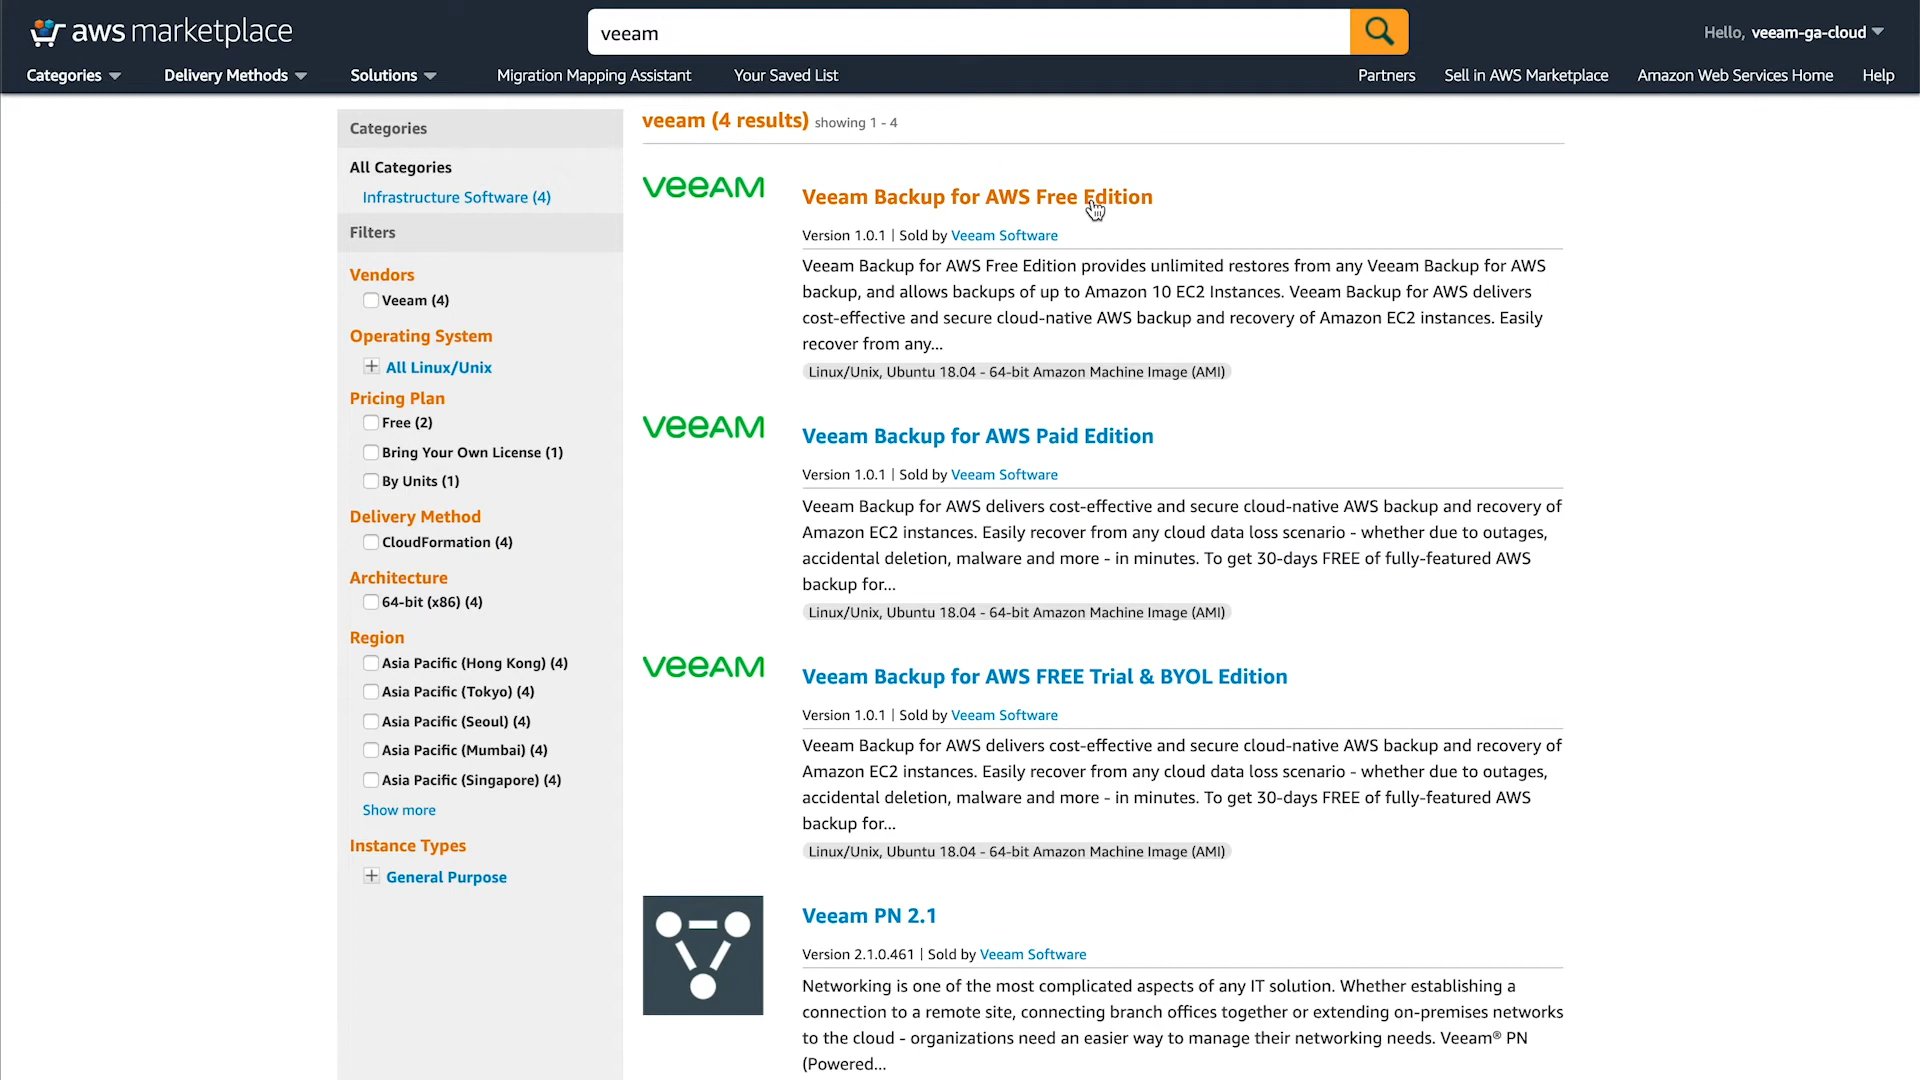 aws marketplace
veeam
Hello, veeam-ga-cloud
Categories
Delivery Methods
Solutions
Migration Mapping Assistant
Your Saved List
Partners
Sell in AWS Marketplace
Amazon Web Services Home
Help
Categories
All Categories
Infrastructure Software (4)
Filters
Vendors
Veeam (4)
Operating System
All Linux/Unix
Pricing Plan
Free (2)
Bring Your Own License (1)
By Units (1)
Delivery Method
CloudFormation (4)
Architecture
64-bit (x86) (4)
Region
Asia Pacific (Hong Kong) (4)
Asia Pacific (Tokyo) (4)
Asia Pacific (Seoul) (4)
Asia Pacific (Mumbai) (4)
Asia Pacific (Singapore) (4)
Show more
Instance Types
General Purpose
veeam (4 results) showing 1 - 4
veeAM
Veeam Backup for AWS Free Edition
Version 1.0.1 | Sold by Veeam Software
Veeam Backup for AWS Free Edition provides unlimited restores from any Veeam Backup for AWS
backup, and allows backups of up to Amazon 10 EC2 Instances. Veeam Backup for AWS delivers
cost-effective and secure cloud-native AWS backup and recovery of Amazon EC2 instances. Easily
recover from any...
Linux/Unix, Ubuntu 18.04 - 64-bit Amazon Machine Image (AMI)
veeAM
Veeam Backup for AWS Paid Edition
Version 1.0.1 | Sold by Veeam Software
Veeam Backup for AWS delivers cost-effective and secure cloud-native AWS backup and recovery of
Amazon EC2 instances. Easily recover from any cloud data loss scenario - whether due to outages,
accidental deletion, malware and more - in minutes. To get 30-days FREE of fully-featured AWS
backup for...
Linux/Unix, Ubuntu 18.04 - 64-bit Amazon Machine Image (AMI)
veeAM
Veeam Backup for AWS FREE Trial & BYOL Edition
Version 1.0.1 | Sold by Veeam Software
Veeam Backup for AWS delivers cost-effective and secure cloud-native AWS backup and recovery of
Amazon EC2 instances. Easily recover from any cloud data loss scenario - whether due to outages,
accidental deletion, malware and more - in minutes. To get 30-days FREE of fully-featured AWS
backup for...
Linux/Unix, Ubuntu 18.04 - 64-bit Amazon Machine Image (AMI)
Veeam PN 2.1
Version 2.1.0.461 | Sold by Veeam Software
Networking is one of the most complicated aspects of any IT solution. Whether establishing a
connection to a remote site, connecting branch offices together or extending on-premises networks
to the cloud - organizations need an easier way to manage their networking needs. Veeam® PN
(Powered...